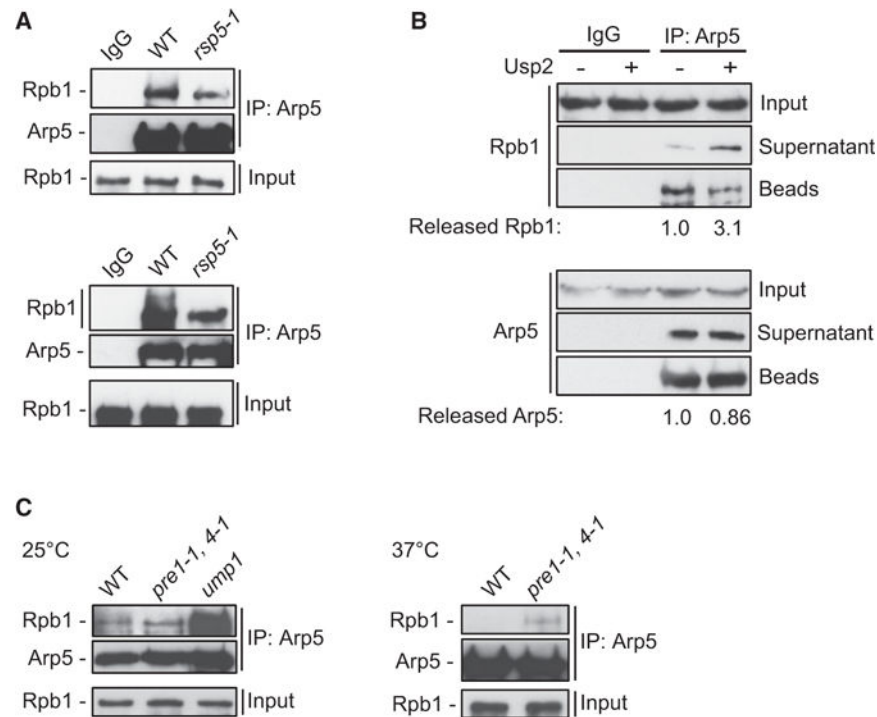 A
IgG WT rsp5-1
Rpb1 -
IP: Arp5
Arp5 -
Rpb1 - Input
IgG WT rsp5-1
Rpb1
IP: Arp5
Arp5 -
Rpb1 - Input
B
IgG IP: Arp5
Usp2 - + - +
Input
Rpb1 Supernatant
Beads
Released Rpb1: 1.0 3.1
Input
Arp5 Supernatant
Beads
Released Arp5: 1.0 0.86
C
25°C
WT pre1-1, 4-1 ump1
Rpb1 -
IP: Arp5
Arp5 -
Rpb1 - Input
37°C
WT pre1-1, 4-1
Rpb1 -
IP: Arp5
Arp5 -
Rpb1 - Input